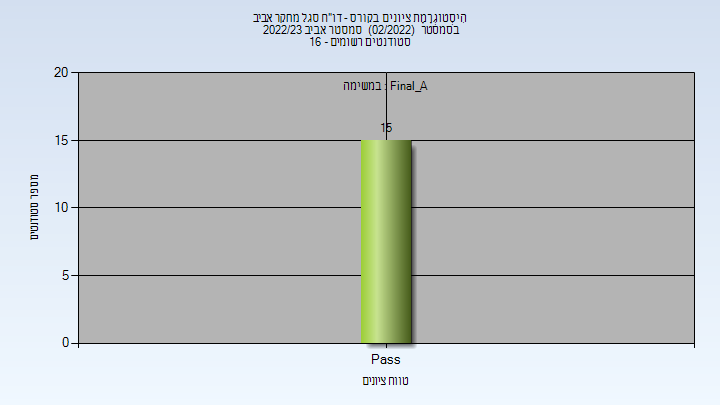 היסטוגרמת ציונים בקורס - דו"ח סגל מחקר אביב
בסמסטר (02/2022) סמסטר אביב 2022/23
סטודנטים רשומים - 16
במשימה : Final_A
15
20
15
10
5
0
מספר סטודנטים
Pass
טווח ציונים